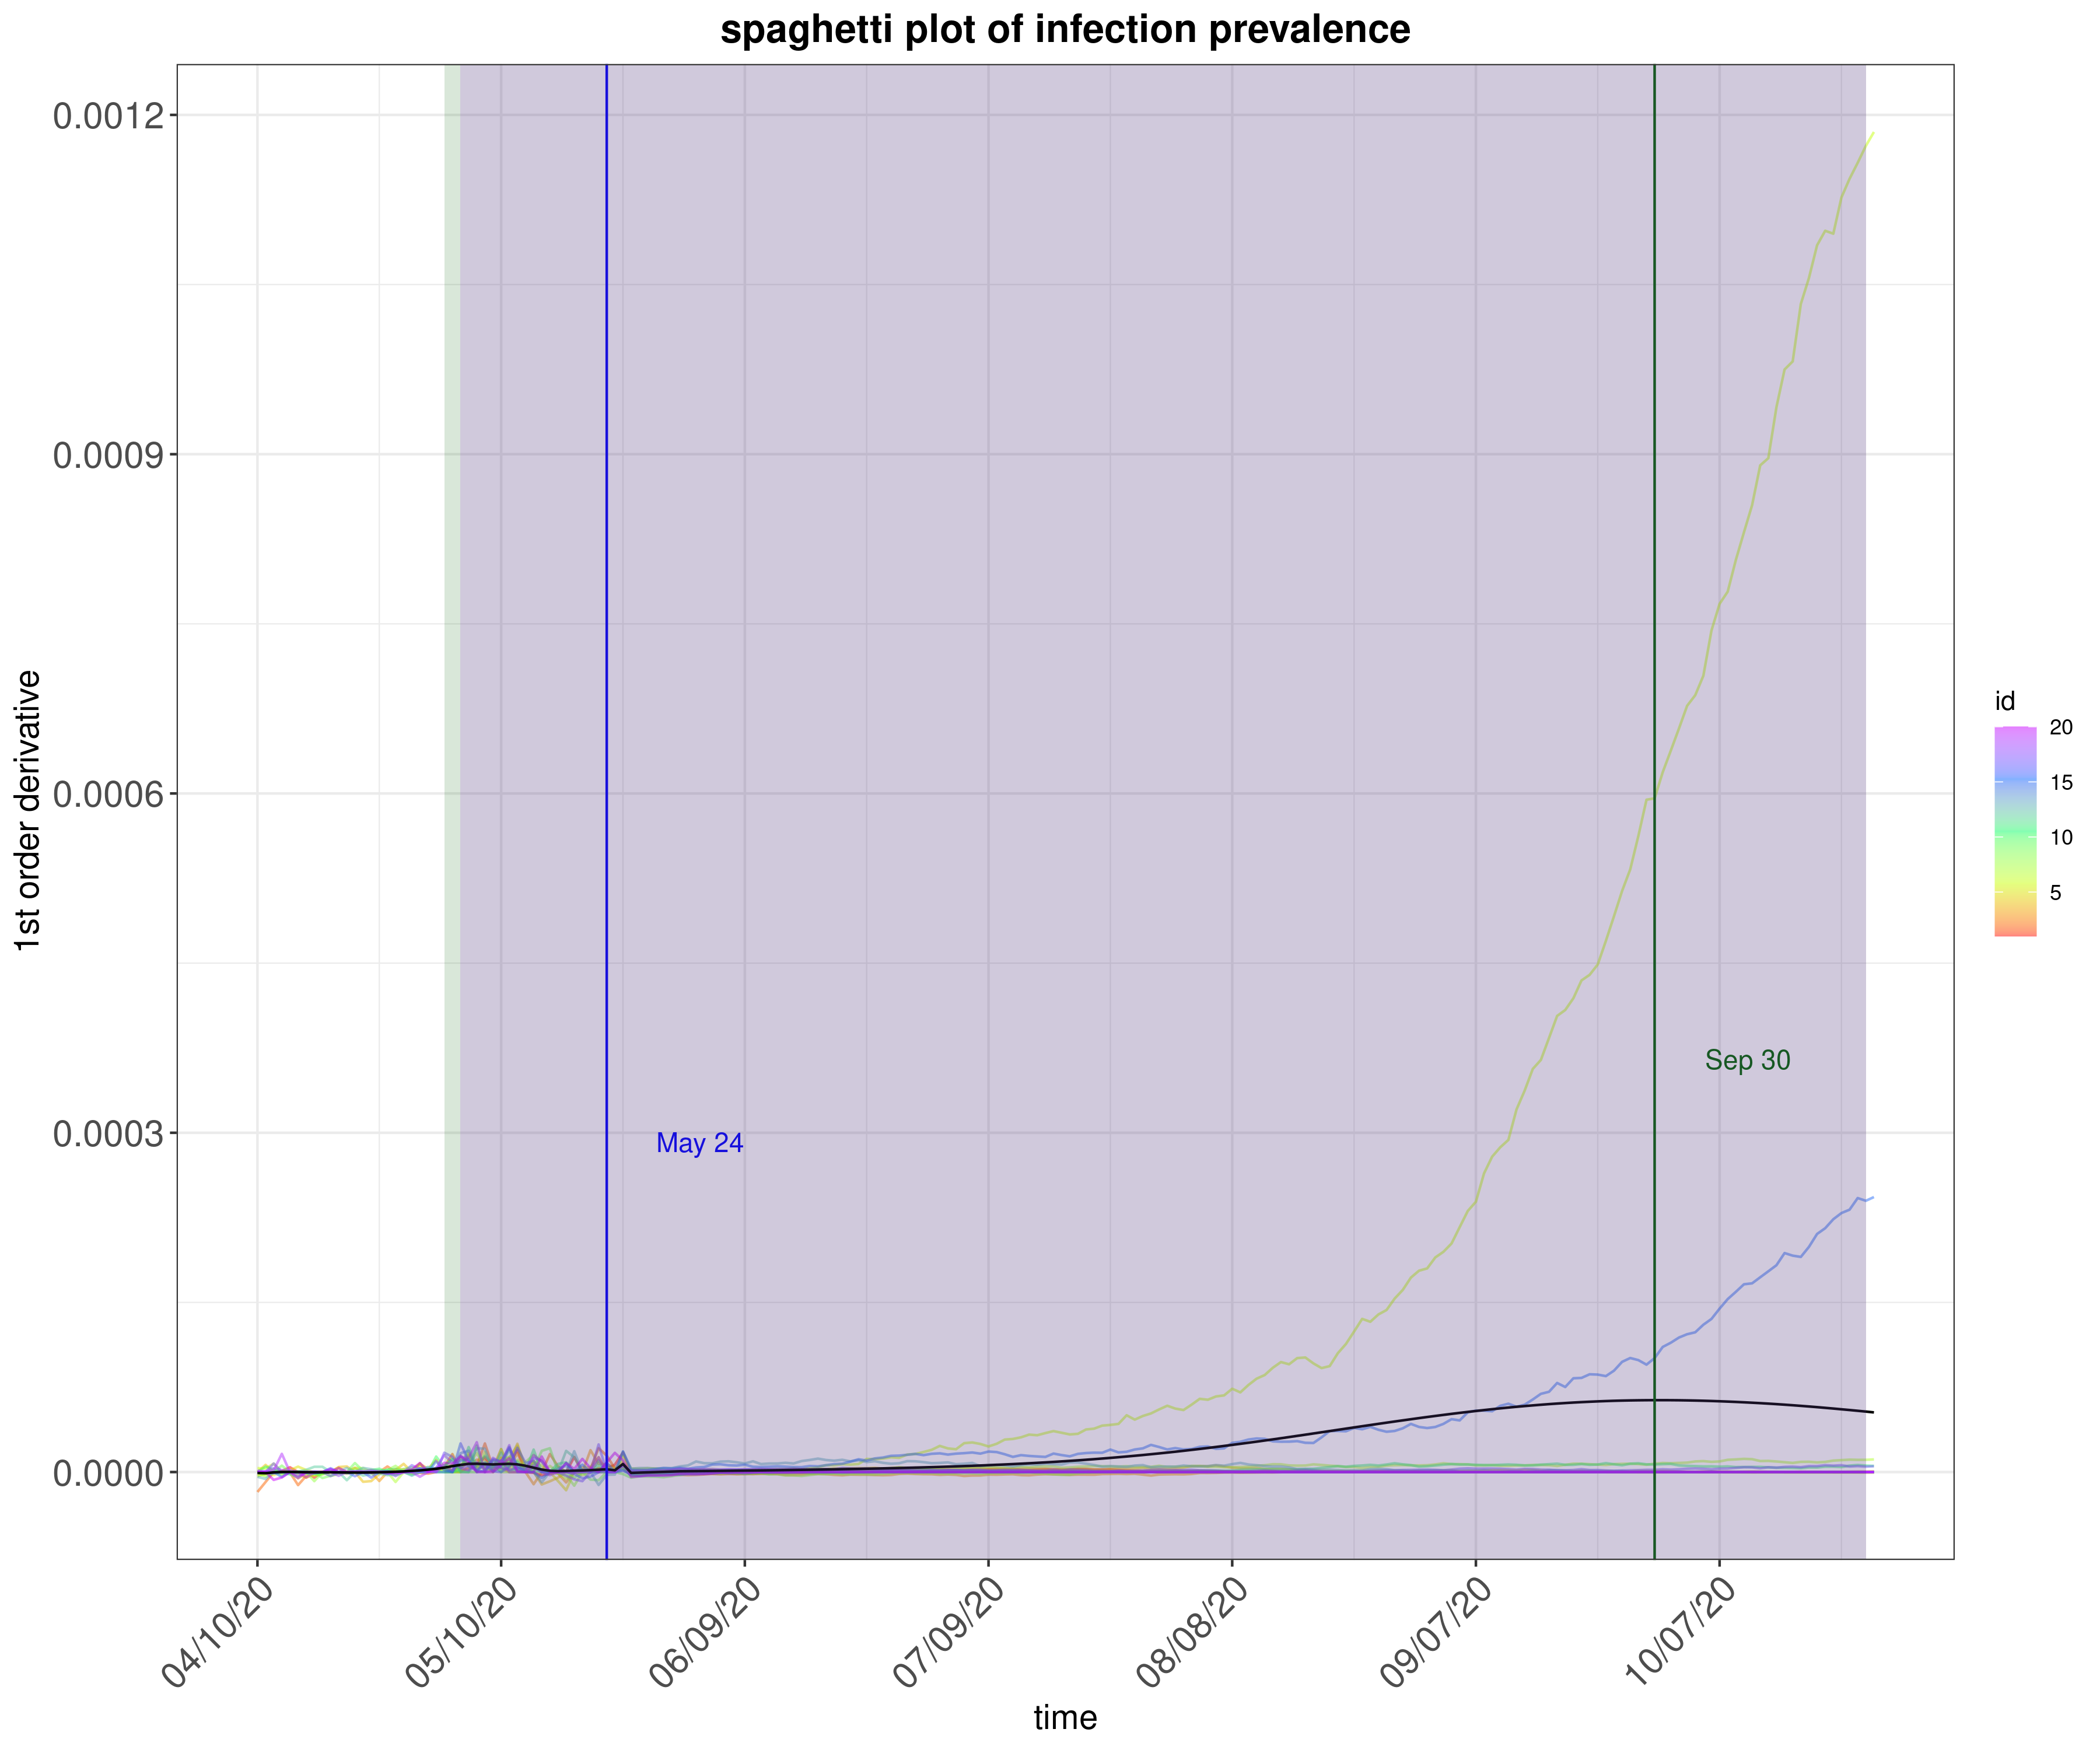 spaghetti plot of infection prevalence
1st order derivative
0.0012
0.0009
0.0006
0.0003
0.0000
May 24
Sep 30
04/10/20
05/10/20
06/09/20
07/09/20
08/08/20
09/07/20
10/07/20
time
id
20
15
10
5